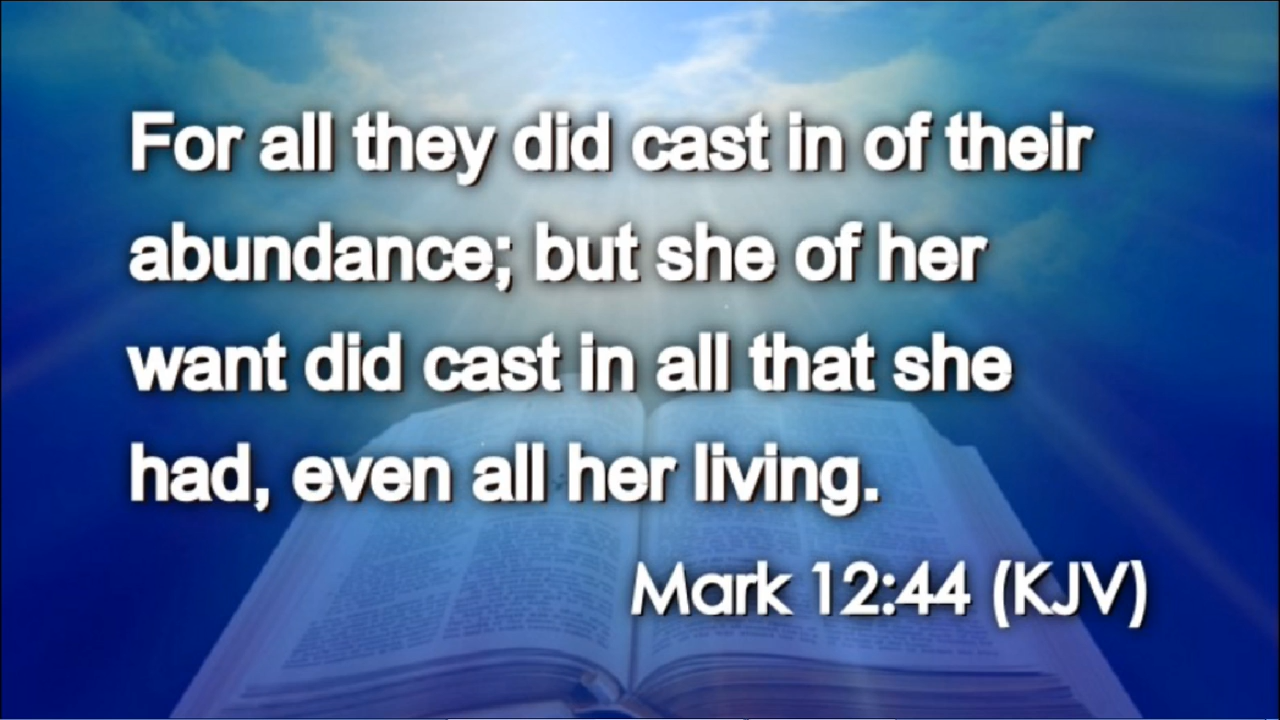 For all they did cast in of their
abundance; but she of her
want did cast in all that she
had, even all her living.
Mark 12:44 (KJV)